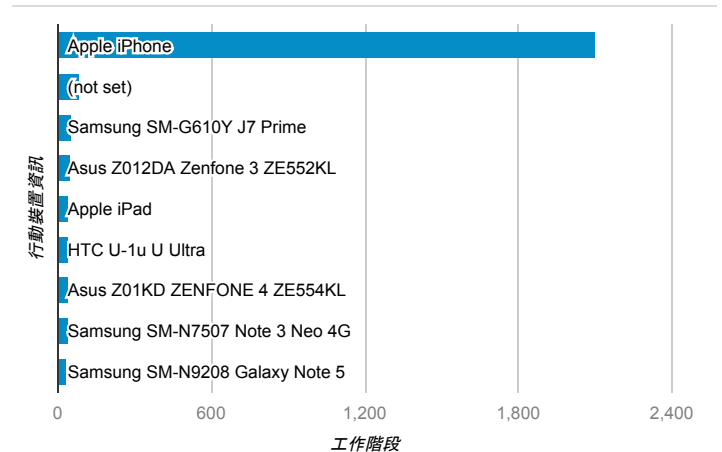 Apple iPhone
(not set)
Samsung SM-G610Y J7 Prime
Asus Z012DA Zenfone 3 ZE552KL
Apple iPad
HTC U-1u U Ultra
Asus Z01KD ZENFONE 4 ZE554KL
Samsung SM-N7507 Note 3 Neo 4G
Samsung SM-N9208 Galaxy Note 5
行動裝置資訊
0 600 1,200 1,800 2,400
工作階段